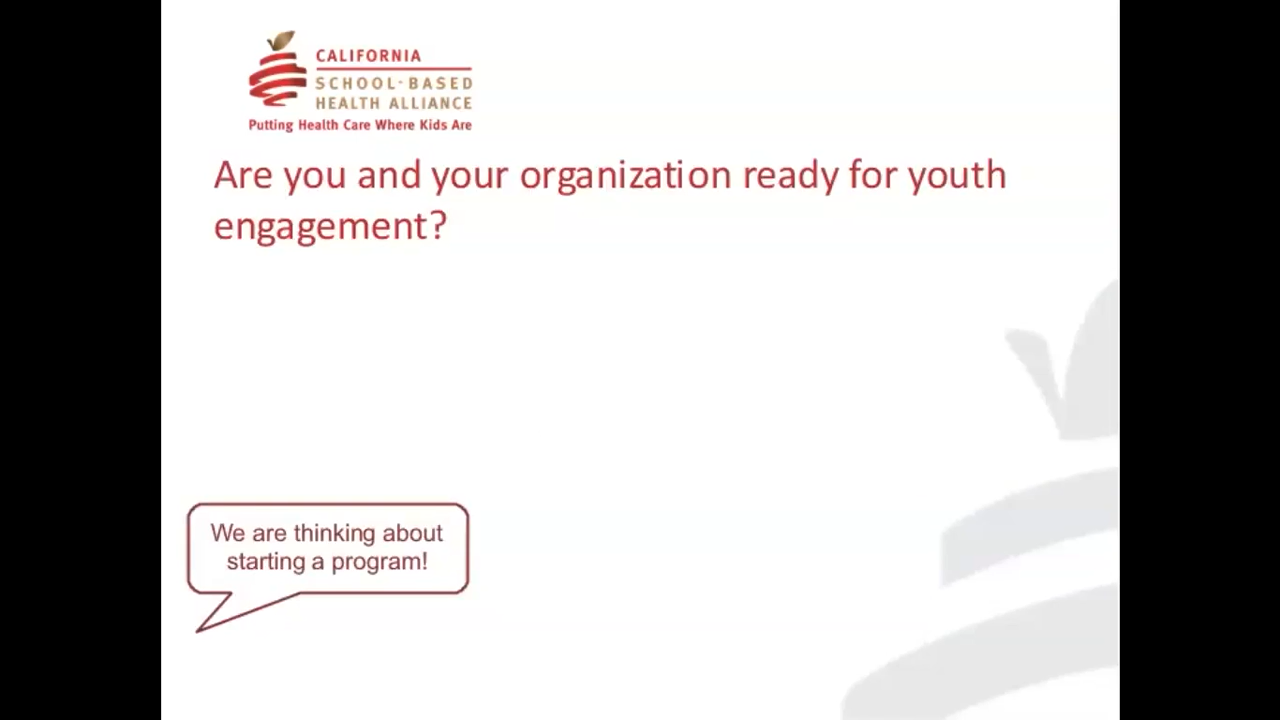 CALIFORNIA
SCHOOL-BASED
HEALTH ALLIANCE
Putting Health Care Where Kids Are
Are you and your organization ready for youth
engagement?
We are thinking about
starting a program!